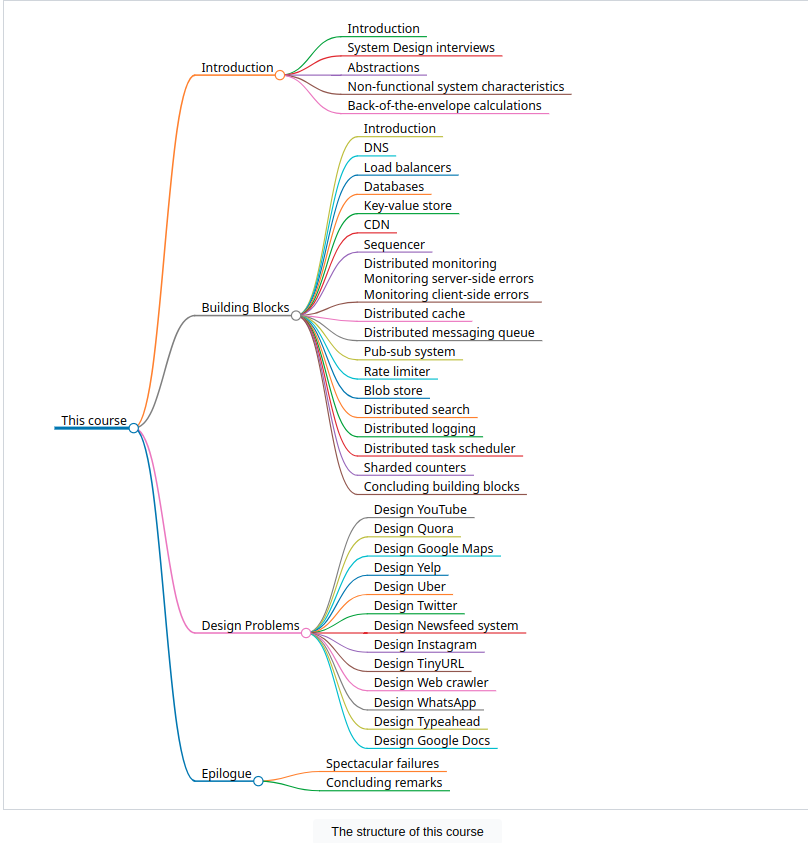 Introduction
System Design interviews
Introduction
Abstractions
Non-functional system characteristics
Back-of-the-envelope calculations
Introduction
DNS
Load balancers
Databases
Key-value store
CDN
Sequencer
Distributed monitoring
Monitoring server-side errors
Monitoring client-side errors
Building Blocks
Distributed cache
Distributed messaging queue
Pub-sub system
Rate limiter
Blob store
Distributed search
This course
Distributed logging
Distributed task scheduler
Sharded counters
Concluding building blocks
Design YouTube
Design Quora
Design Google Maps
Design Yelp
Design Uber
Design Twitter
Design Problems
Design Newsfeed system
Design Instagram
Design TinyURL
Design Web crawler
Design WhatsApp
Design Typeahead
Design Google Docs
Spectacular failures
Epilogue
Concluding remarks
The structure of this course